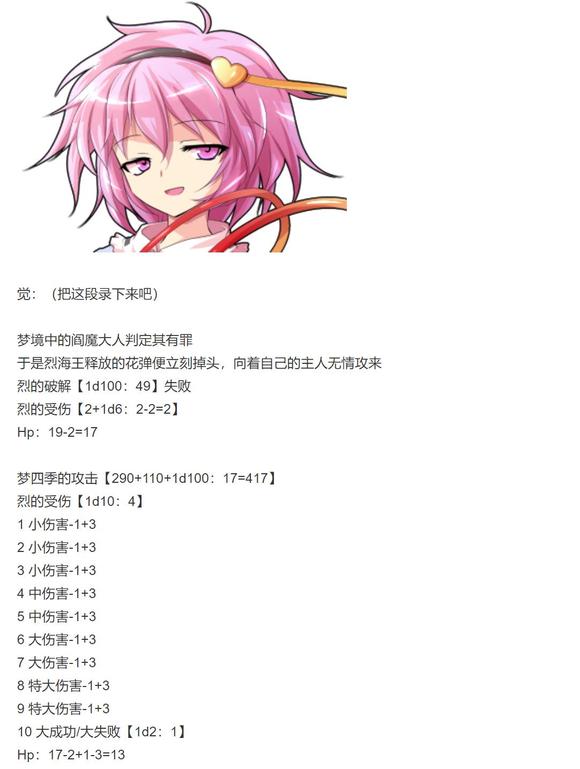 觉：（把这段录下来吧）
梦境中的阎魔大人判定其有罪
于是烈海王释放的花弹便立刻掉头，向着自己的主人无情攻来
烈的破解【1d100：49】失败
烈的受伤【2+1d6：2-2=2】
Hp：19-2=17
梦四季的攻击【290+110+1d100：17=417】
烈的受伤【1d10：4】
1 小伤害-1+3
2 小伤害-1+3
3 小伤害-1+3
4 中伤害-1+3
5 中伤害-1+3
6 大伤害-1+3
7 大伤害-1+3
8 特大伤害-1+3
9 特大伤害-1+3
10 大成功/大失败【1d2：1】
Hp：17-2+1-3=13